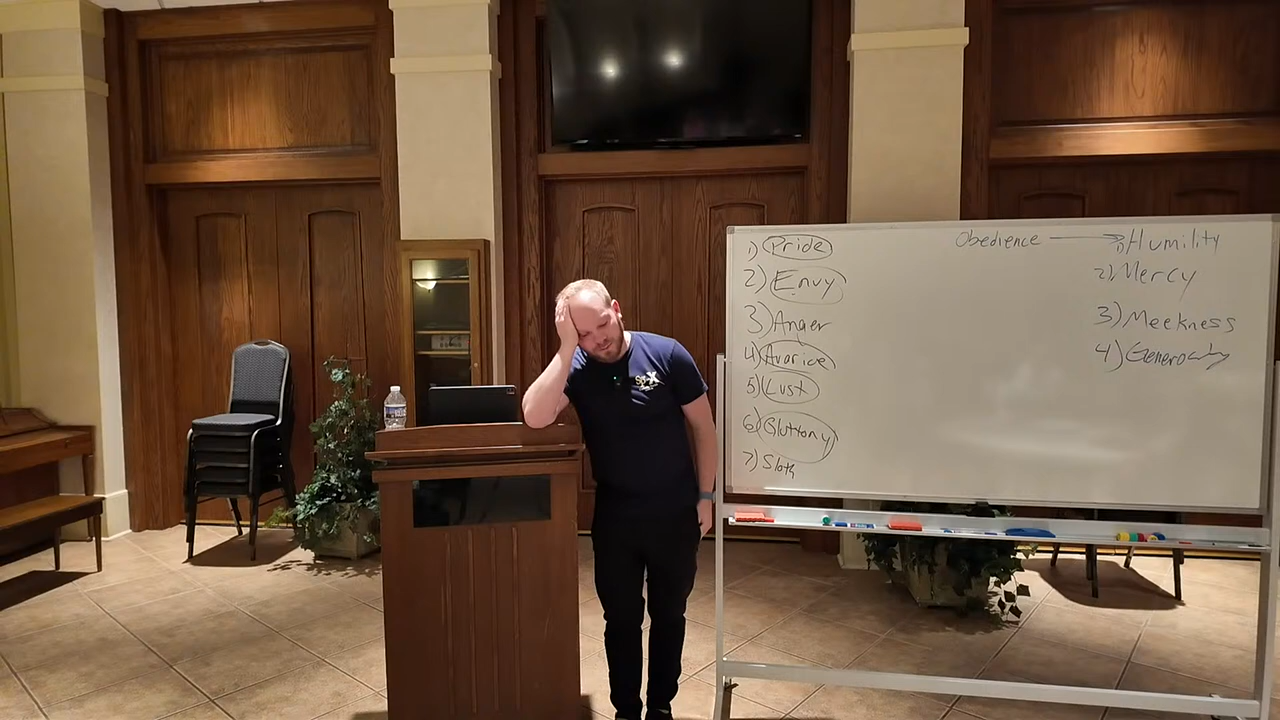 1) Pride
2) Envy
3) Anger
4) Avarice
5) Lust
6) Gluttony
7) Sloth
Obedience → 1) Humility
2) Mercy
3) Meekness
4) Generosity